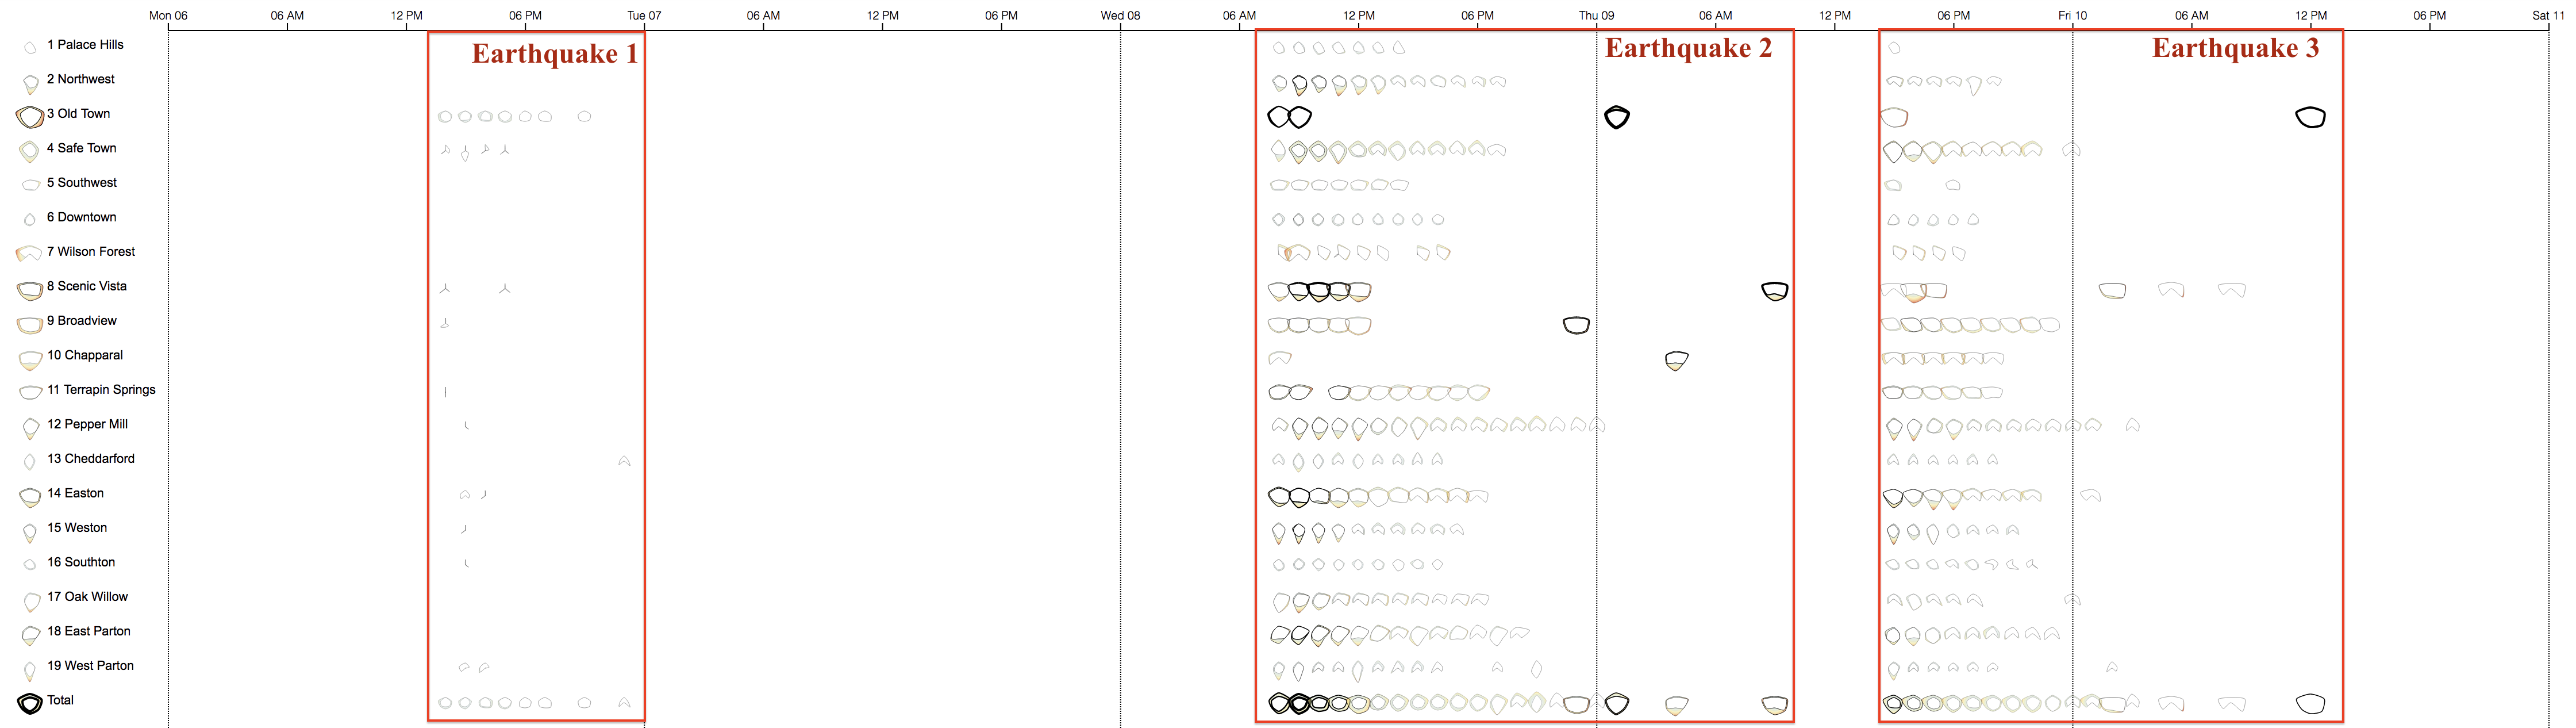 Mon 06 06 AM 12 PM 06 PM Tue 07 06 AM 12 PM 06 PM Wed 08 06 AM 12 PM 06 PM Thu 09 06 AM 12 PM 06 PM Fri 10 06 AM 12 PM 06 PM Sat 11
Earthquake 1 Earthquake 2 Earthquake 3
1 Palace Hills
2 Northwest
3 Old Town
4 Safe Town
5 Southwest
6 Downtown
7 Wilson Forest
8 Scenic Vista
9 Broadview
10 Chapparal
11 Terrapin Springs
12 Pepper Mill
13 Cheddarford
14 Easton
15 Weston
16 Southton
17 Oak Willow
18 East Parton
19 West Parton
Total